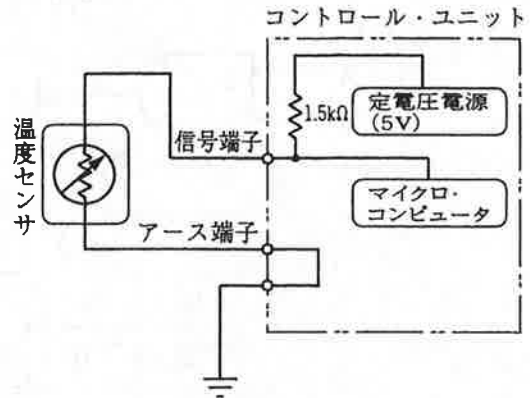 コントロール・ユニット
1.5kΩ
定電圧電源
(5V)
温度センサ
信号端子
マイクロ・
コンピュータ
アース端子